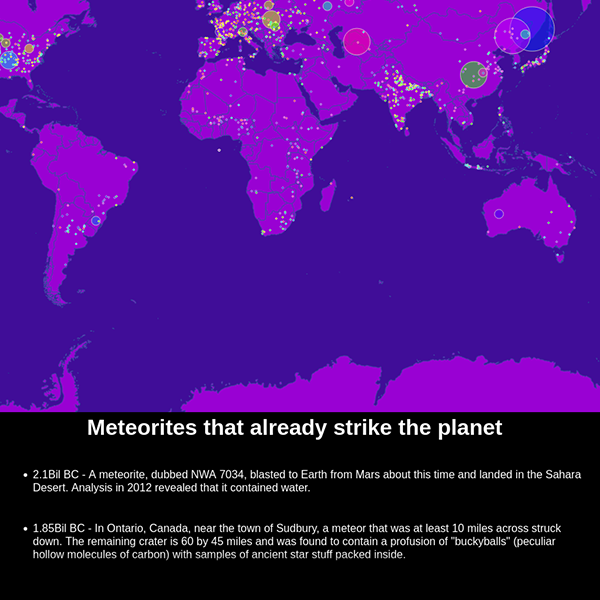 Meteorites that already strike the planet
2.1Bil BC - A meteorite, dubbed NWA 7034, blasted to Earth from Mars about this time and landed in the Sahara
Desert. Analysis in 2012 revealed that it contained water.
1.85Bil BC - In Ontario, Canada, near the town of Sudbury, a meteor that was at least 10 miles across struck
down. The remaining crater is 60 by 45 miles and was found to contain a profusion of "buckyballs" (peculiar
hollow molecules of carbon) with samples of ancient star stuff packed inside.